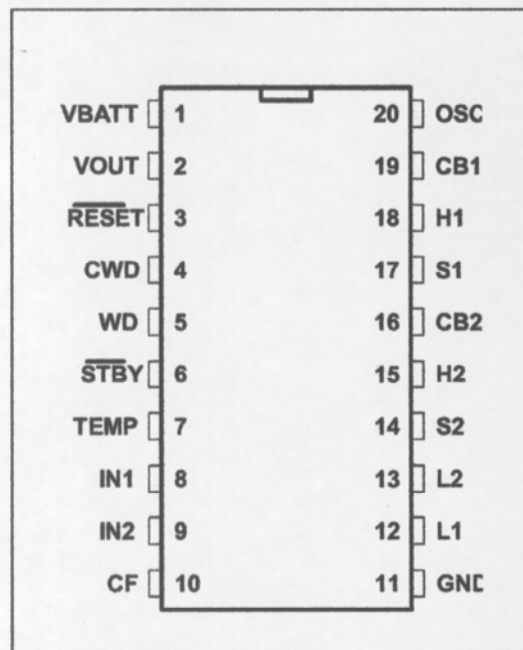 VBATT 1 20 OSC
VOUT 2 19 CB1
R̅E̅S̅E̅T̅ 3 18 H1
CWD 4 17 S1
WD 5 16 CB2
S̅T̅B̅Y̅ 6 15 H2
TEMP 7 14 S2
IN1 8 13 L2
IN2 9 12 L1
CF 10 11 GND